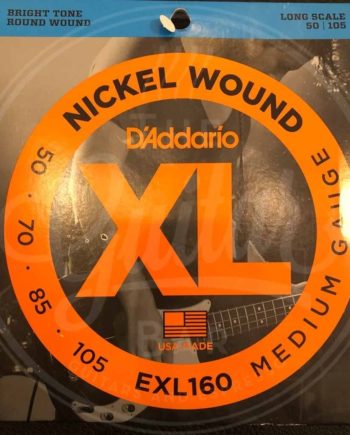 BRIGHT TONE
ROUND WOUND
LONG SCALE
50 | 105
NICKEL WOUND
D'Addario
XL
50 · 70 · 85 · 105
EXL160
MEDIUM GAUGE
USA MADE